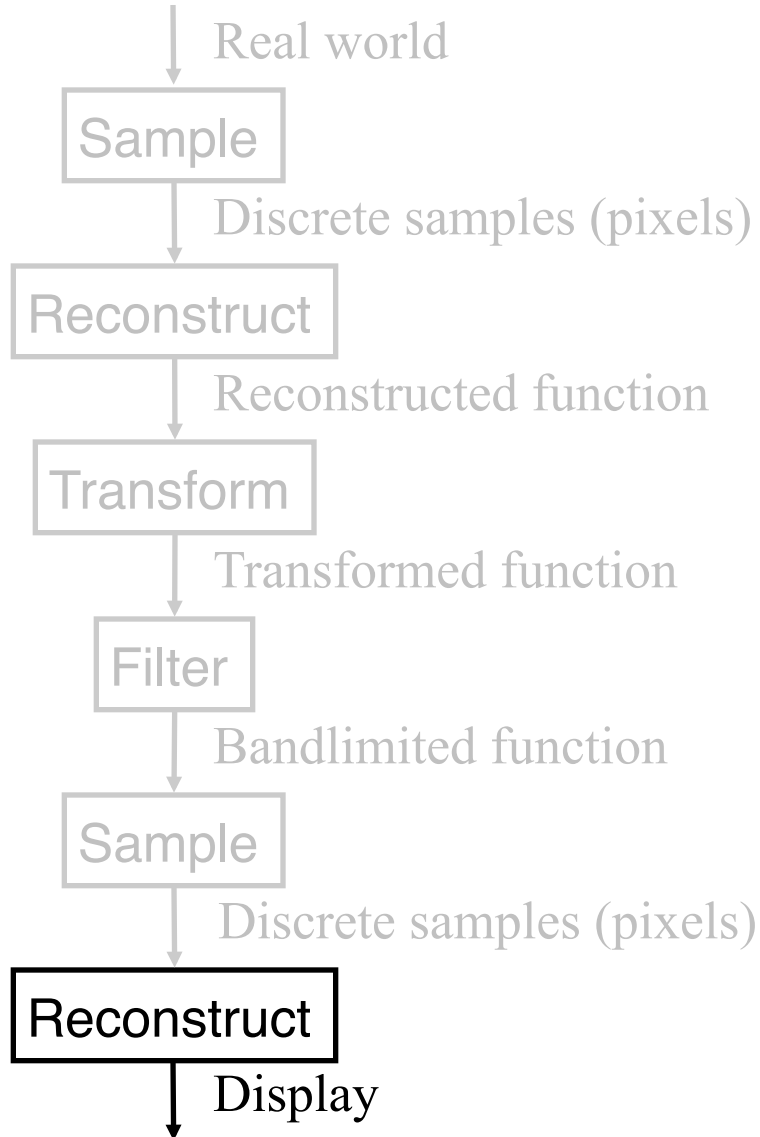 Real world
Sample
Discrete samples (pixels)
Reconstruct
Reconstructed function
Transform
Transformed function
Filter
Bandlimited function
Sample
Discrete samples (pixels)
Reconstruct
Display